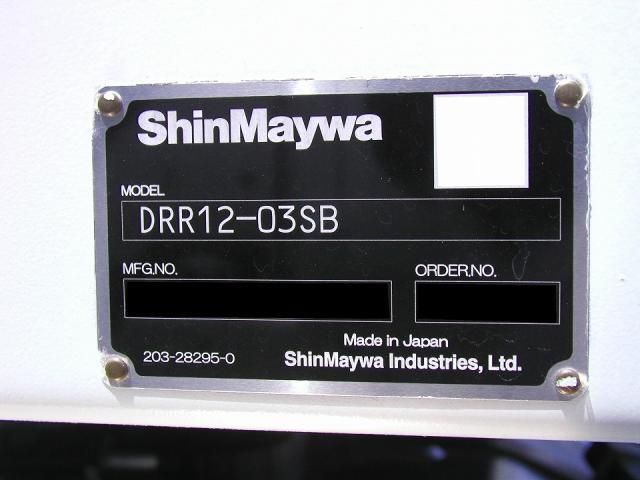 ShinMaywa
MODEL
DRR12-03SB
MFG.NO.
ORDER.NO.
Made in Japan
203-28295-0
ShinMaywa Industries, Ltd.